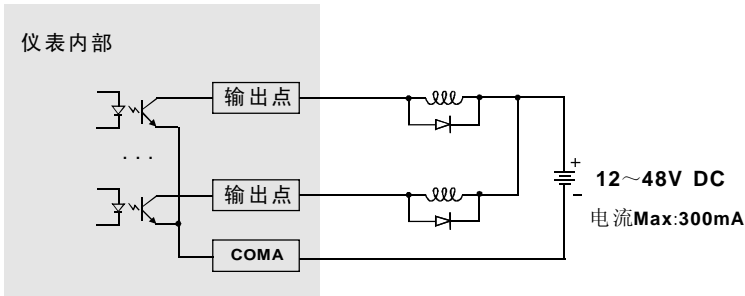 仪表内部
输出点
· · ·
+
12～48V DC
输出点
−
电流Max:300mA
COMA